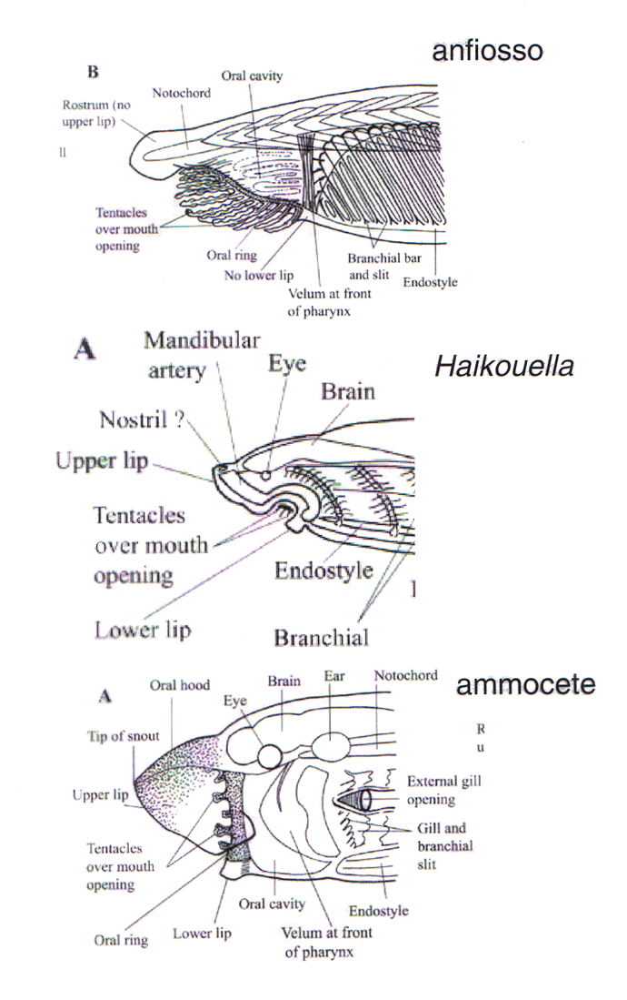 anfiosso
B
Oral cavity
Notochord
Rostrum (no
upper lip)
ll
Tentacles
over mouth
opening
Oral ring
No lower lip
Branchial bar
and slit
Endostyle
Velum at front
of pharynx
A
Mandibular
artery
Eye
Haikouella
Brain
Nostril ?
Upper lip
Tentacles
over mouth
opening
Endostyle
Lower lip
Branchial
ammocete
A
Oral hood
Eye
Brain
Ear
Notochord
Tip of snout
R
u
Upper lip
External gill
opening
Gill and
branchial
slit
Tentacles
over mouth
opening
Oral cavity
Endostyle
Oral ring
Lower lip
Velum at front
of pharynx